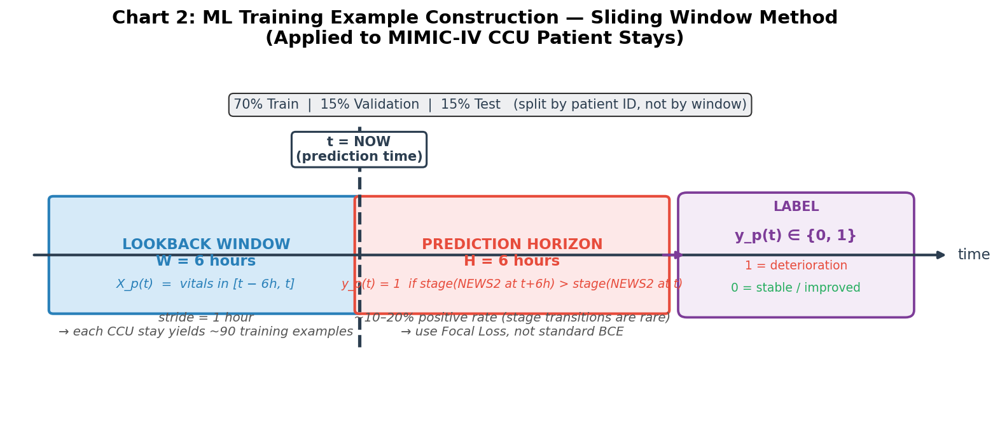 Chart 2: ML Training Example Construction — Sliding Window Method
(Applied to MIMIC-IV CCU Patient Stays)
70% Train | 15% Validation | 15% Test (split by patient ID, not by window)
t = NOW
(prediction time)
LOOKBACK WINDOW
W = 6 hours
X_p(t) = vitals in [t − 6h, t]
stride = 1 hour
→ each CCU stay yields ~90 training examples
PREDICTION HORIZON
H = 6 hours
y_p(t) = 1 if stage(NEWS2 at t+6h) > stage(NEWS2 at t)
~10–20% positive rate (stage transitions are rare)
→ use Focal Loss, not standard BCE
LABEL
y_p(t) ∈ {0, 1}
1 = deterioration
0 = stable / improved
time